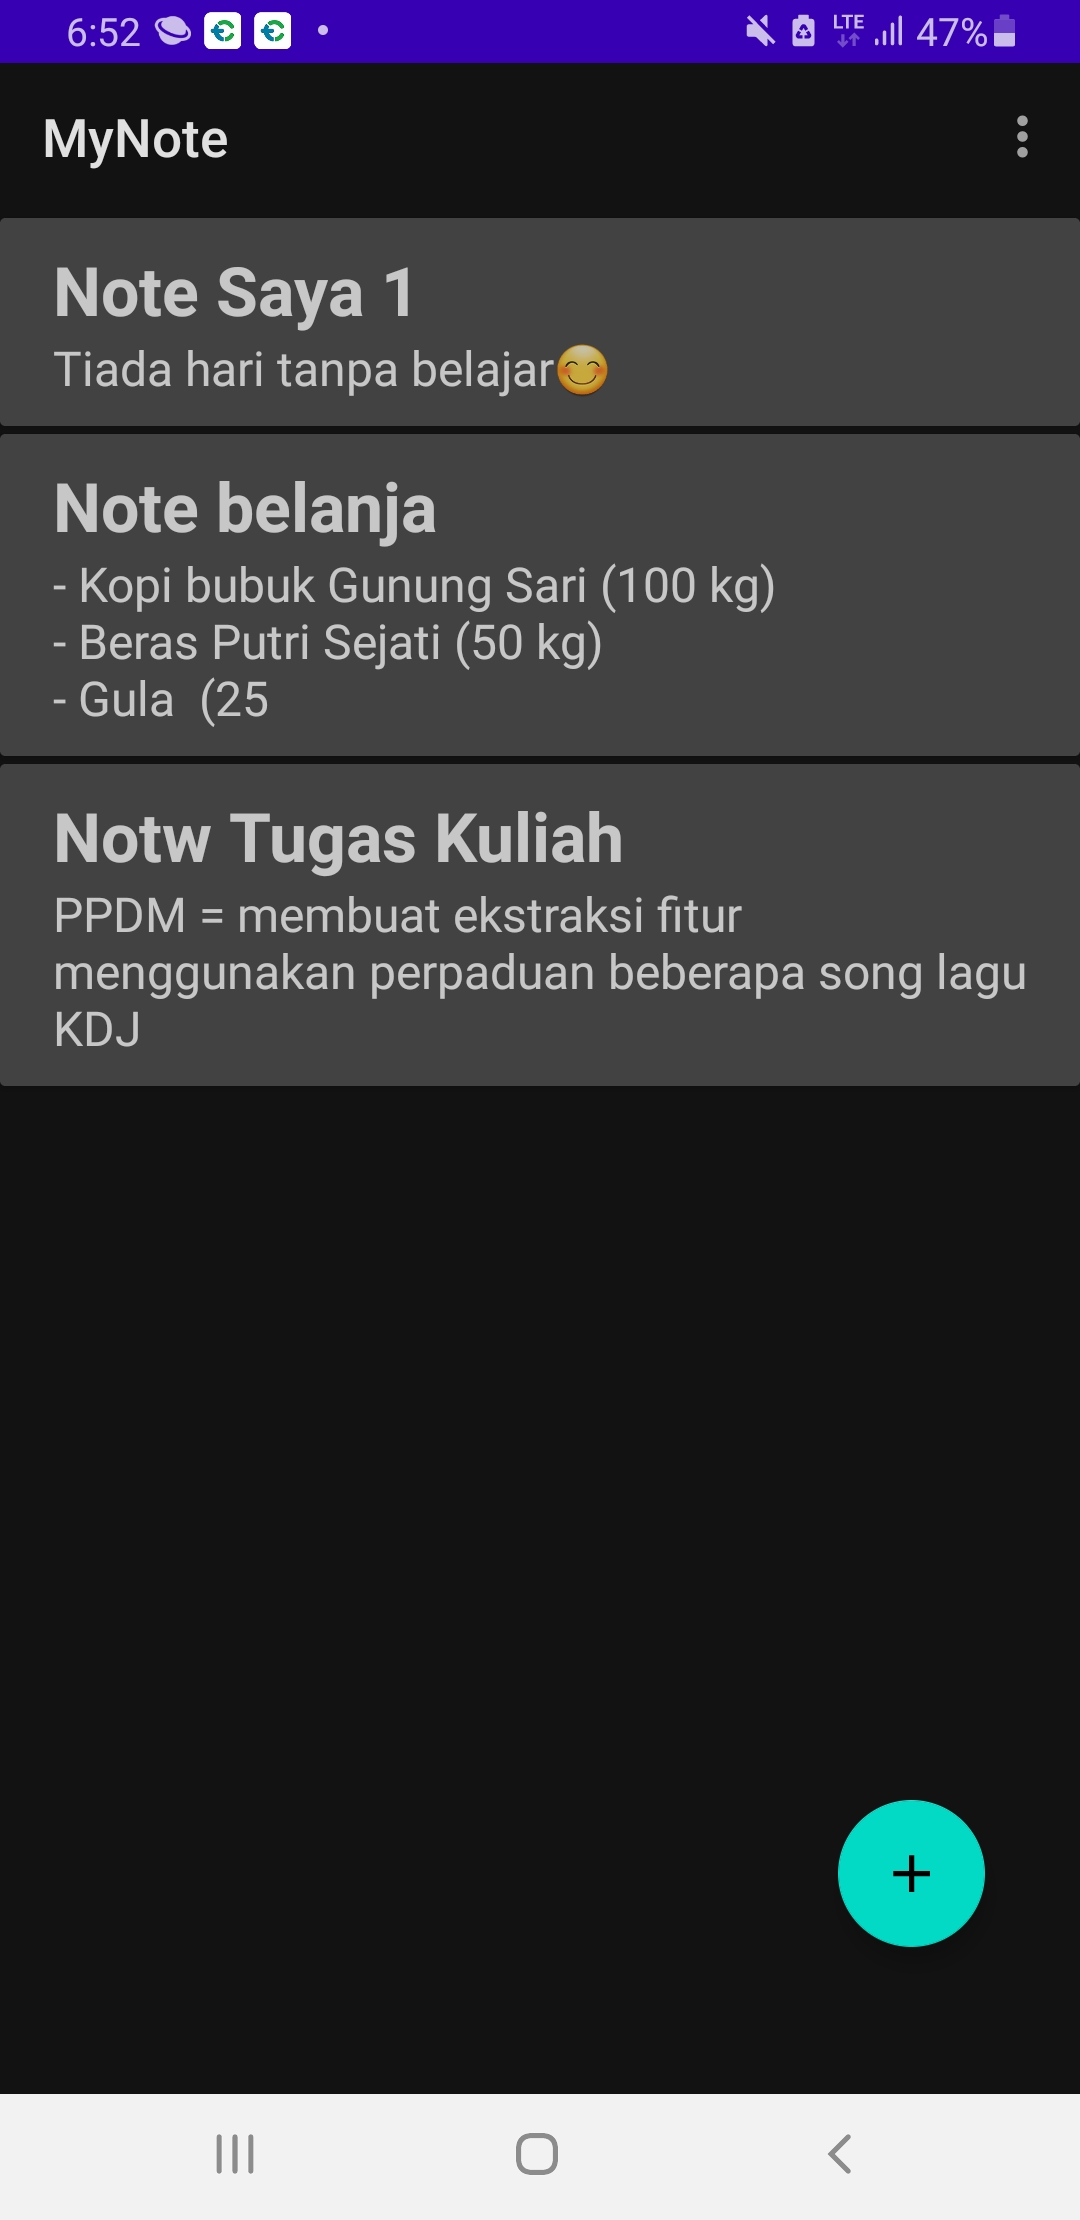 6:52
LTE 47%
MyNote
Note Saya 1
Tiada hari tanpa belajar😊
Note belanja
- Kopi bubuk Gunung Sari (100 kg)
- Beras Putri Sejati (50 kg)
- Gula  (25
Notw Tugas Kuliah
PPDM = membuat ekstraksi fitur
menggunakan perpaduan beberapa song lagu
KDJ